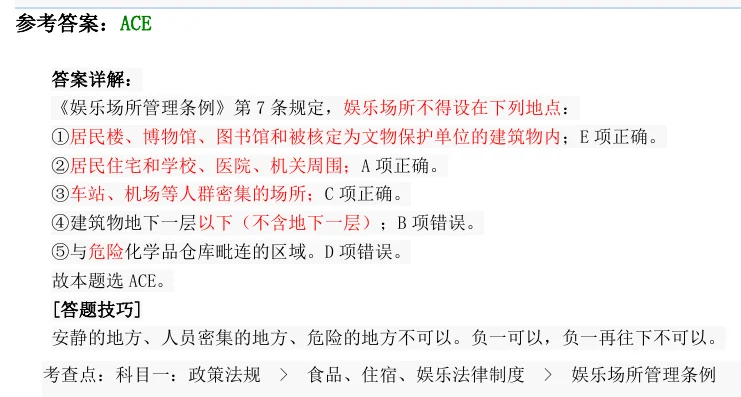 参考答案：ACE
答案详解：
《娱乐场所管理条例》第 7 条规定，娱乐场所不得设在下列地点：
①居民楼、博物馆、图书馆和被核定为文物保护单位的建筑物内；E 项正确。
②居民住宅和学校、医院、机关周围；A 项正确。
③车站、机场等人群密集的场所；C 项正确。
④建筑物地下一层以下（不含地下一层）；B 项错误。
⑤与危险化学品仓库毗连的区域。D 项错误。
故本题选 ACE。
[答题技巧]
安静的地方、人员密集的地方、危险的地方不可以。负一可以，负一再往下不可以。
考查点：科目一：政策法规 > 食品、住宿、娱乐法律制度 > 娱乐场所管理条例